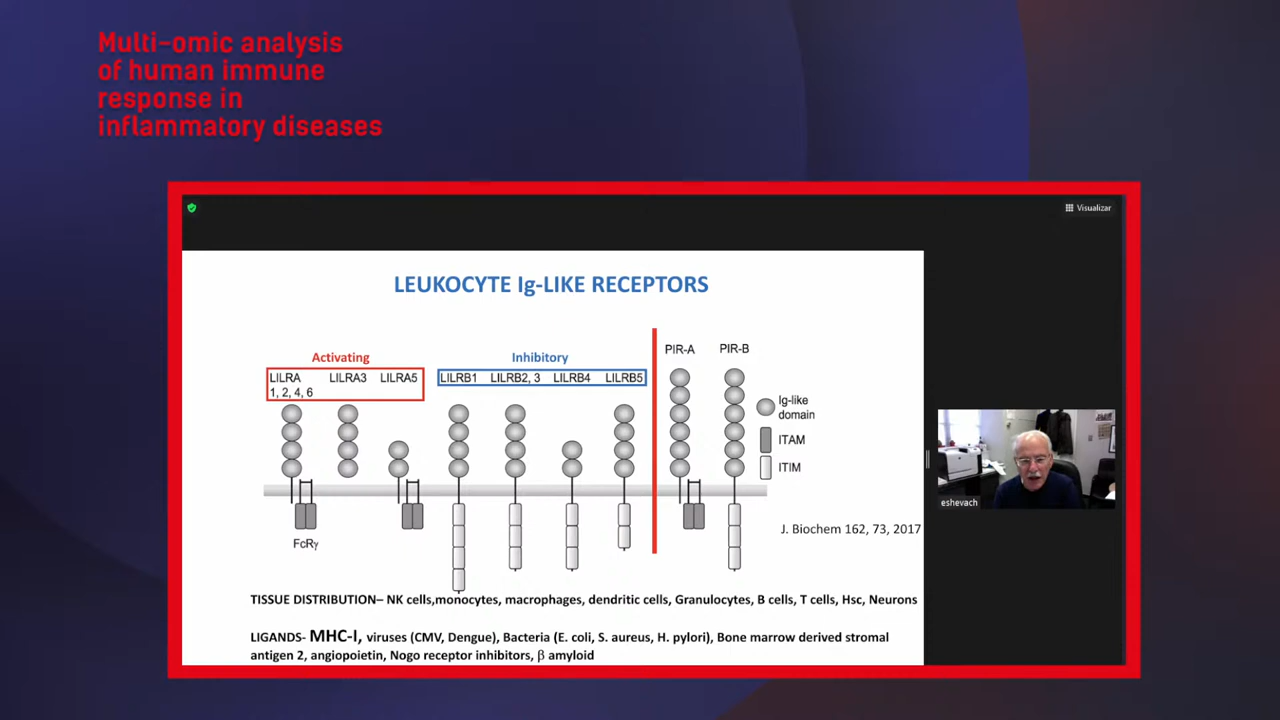 Multi-omic analysis
of human immune
response in
inflammatory diseases
Visualizar
LEUKOCYTE Ig-LIKE RECEPTORS
Activating
Inhibitory
PIR-A
PIR-B
LILRA
1, 2, 4, 6
LILRA3
LILRA5
LILRB1
LILRB2, 3
LILRB4
LILRB5
Ig-like
domain
ITAM
ITIM
FcRγ
eshevach
J. Biochem 162, 73, 2017
TISSUE DISTRIBUTION– NK cells,monocytes, macrophages, dendritic cells, Granulocytes, B cells, T cells, Hsc, Neurons
LIGANDS- MHC-I, viruses (CMV, Dengue), Bacteria (E. coli, S. aureus, H. pylori), Bone marrow derived stromal
antigen 2, angiopoietin, Nogo receptor inhibitors, β amyloid